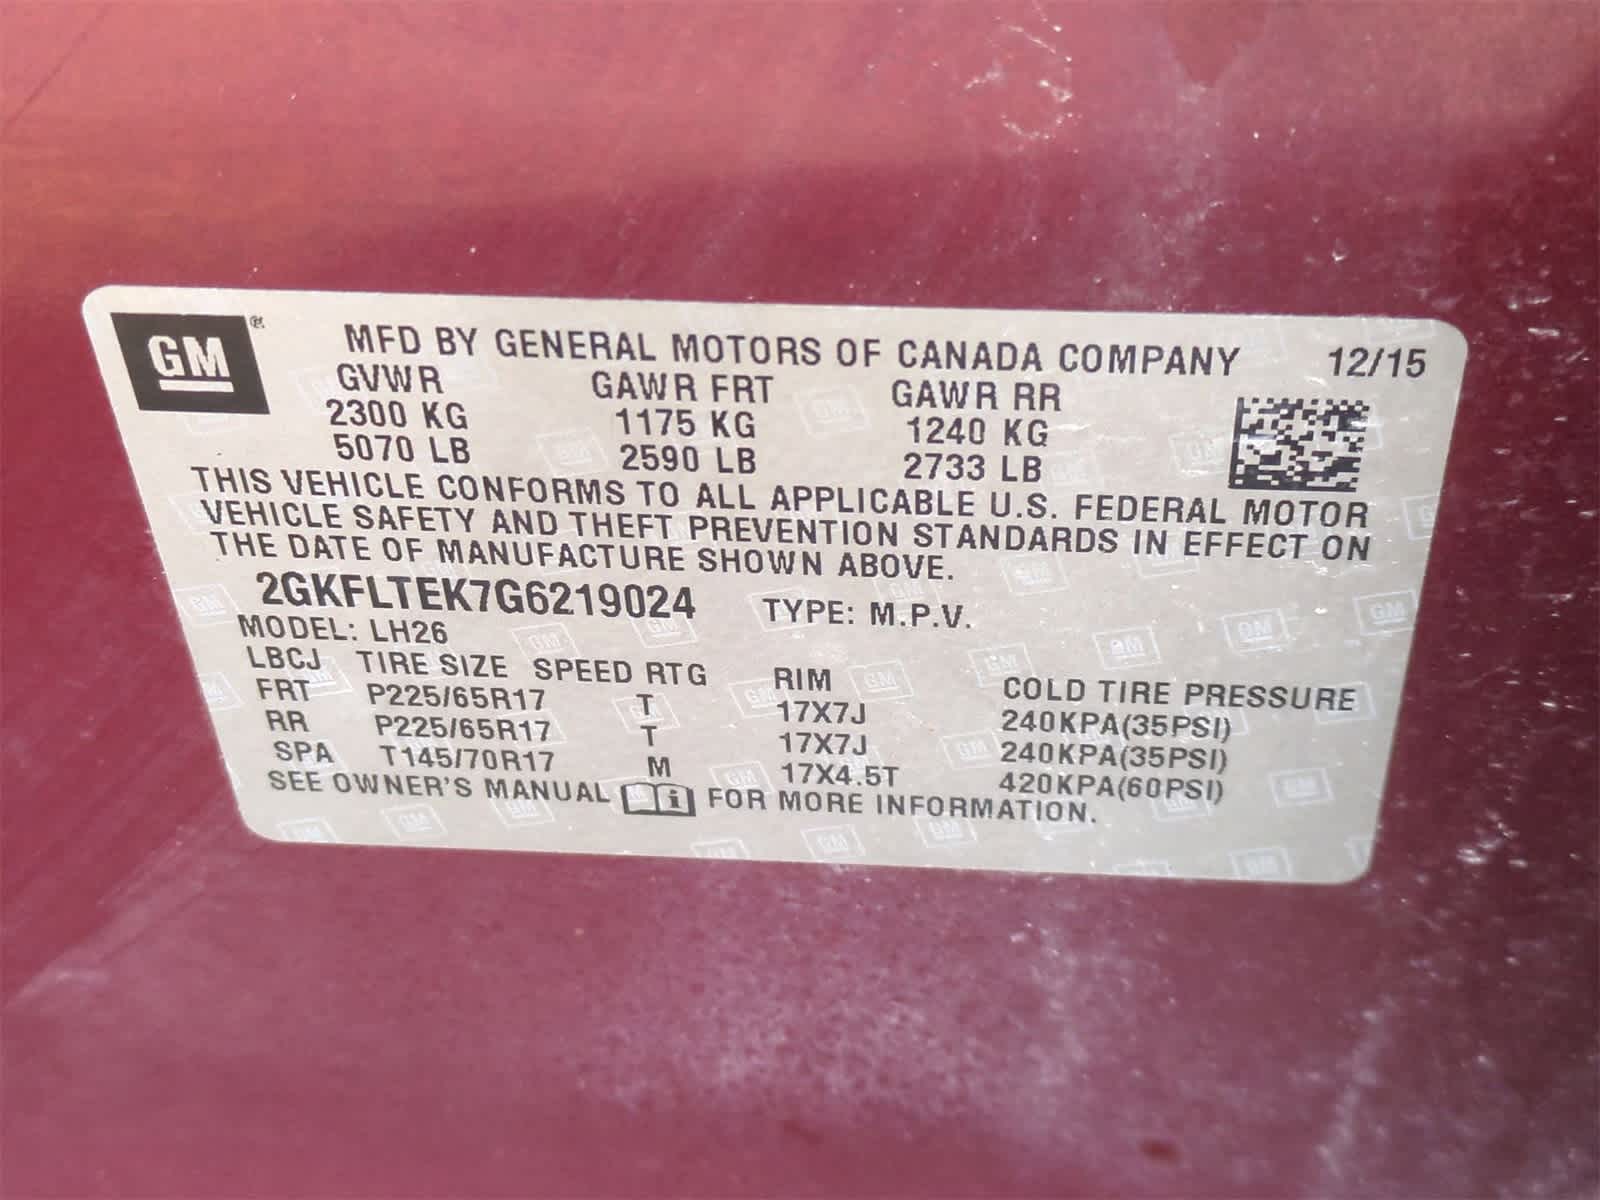 GM®
MFD BY GENERAL MOTORS OF CANADA COMPANY 12/15
GVWR GAWR FRT GAWR RR
2300 KG 1175 KG 1240 KG
5070 LB 2590 LB 2733 LB
THIS VEHICLE CONFORMS TO ALL APPLICABLE U.S. FEDERAL MOTOR
VEHICLE SAFETY AND THEFT PREVENTION STANDARDS IN EFFECT ON
THE DATE OF MANUFACTURE SHOWN ABOVE.
2GKFLTEK7G6219024 TYPE: M.P.V.
MODEL: LH26
LBCJ TIRE SIZE SPEED RTG RIM COLD TIRE PRESSURE
FRT P225/65R17 T 17X7J 240KPA(35PSI)
RR P225/65R17 T 17X7J 240KPA(35PSI)
SPA T145/70R17 M 17X4.5T 420KPA(60PSI)
SEE OWNER'S MANUAL i FOR MORE INFORMATION.